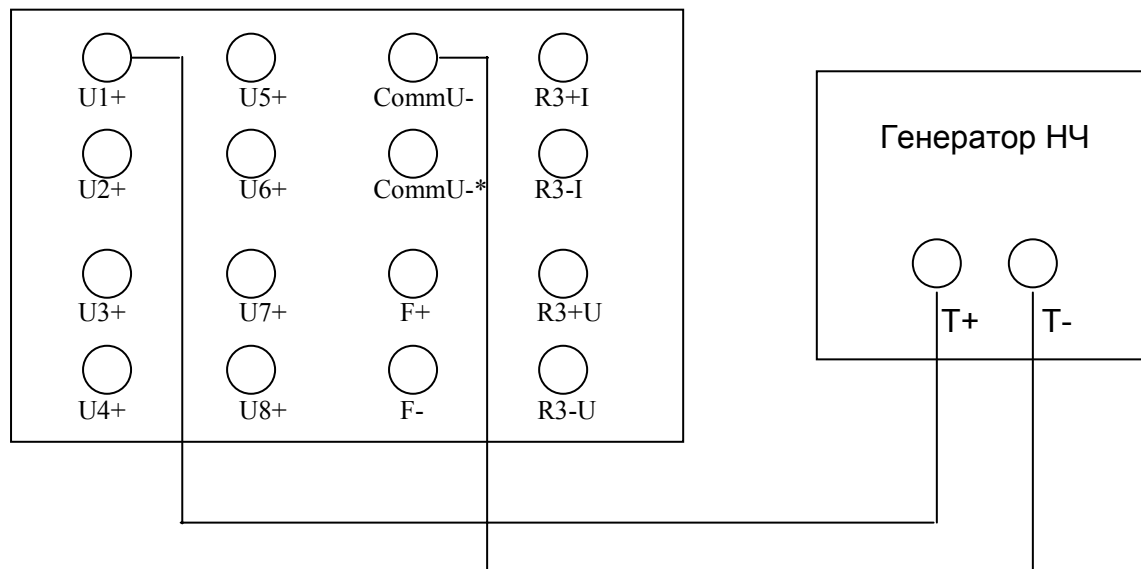 U1+ U5+ CommU- R3+I
Генератор НЧ
U2+ U6+ CommU-* R3-I
U3+ U7+ F+ R3+U
T+ T-
U4+ U8+ F- R3-U